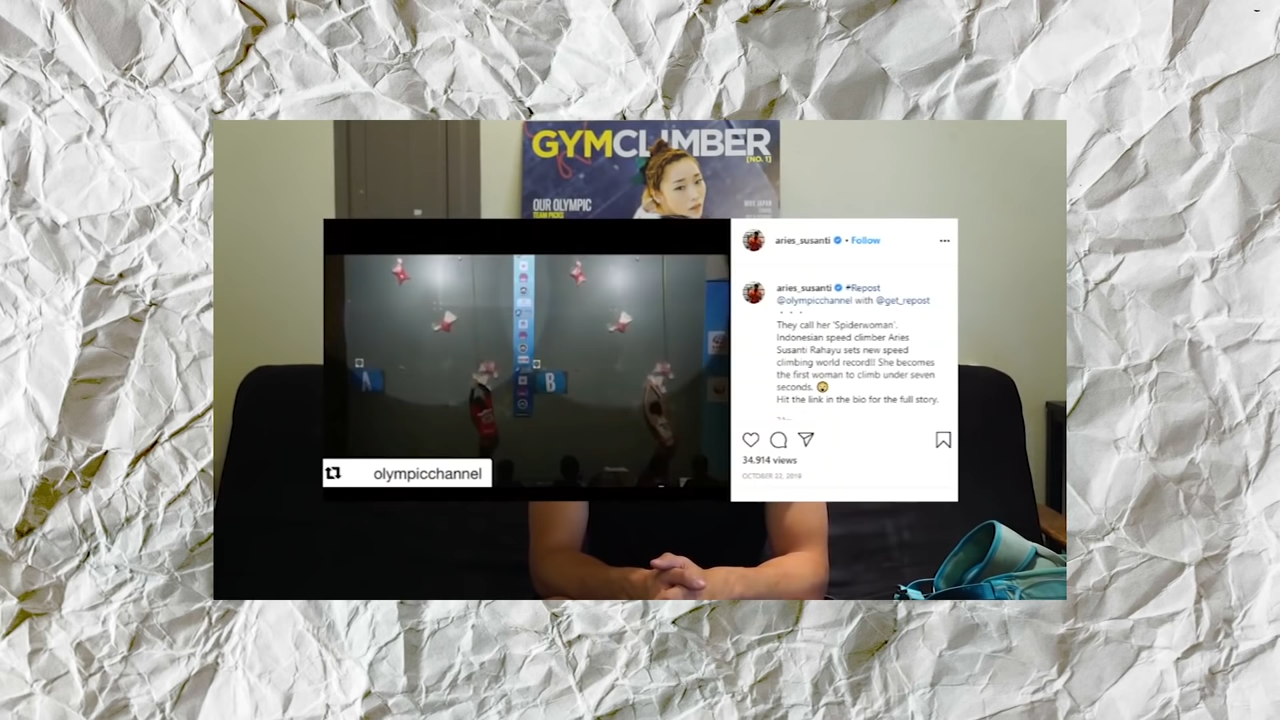 GYMCLIMBER
[NO. 1]
OUR OLYMPIC
TEAM PICKS
A
B
olympicchannel
aries_susanti • Follow
aries_susanti #Repost
@olympicchannel with @get_repost
They call her 'Spiderwoman'.
Indonesian speed climber Aries
Susanti Rahayu sets new speed
climbing world record!! She becomes
the first woman to climb under seven
seconds.
Hit the link in the bio for the full story.
34,914 views
OCTOBER 22, 2019